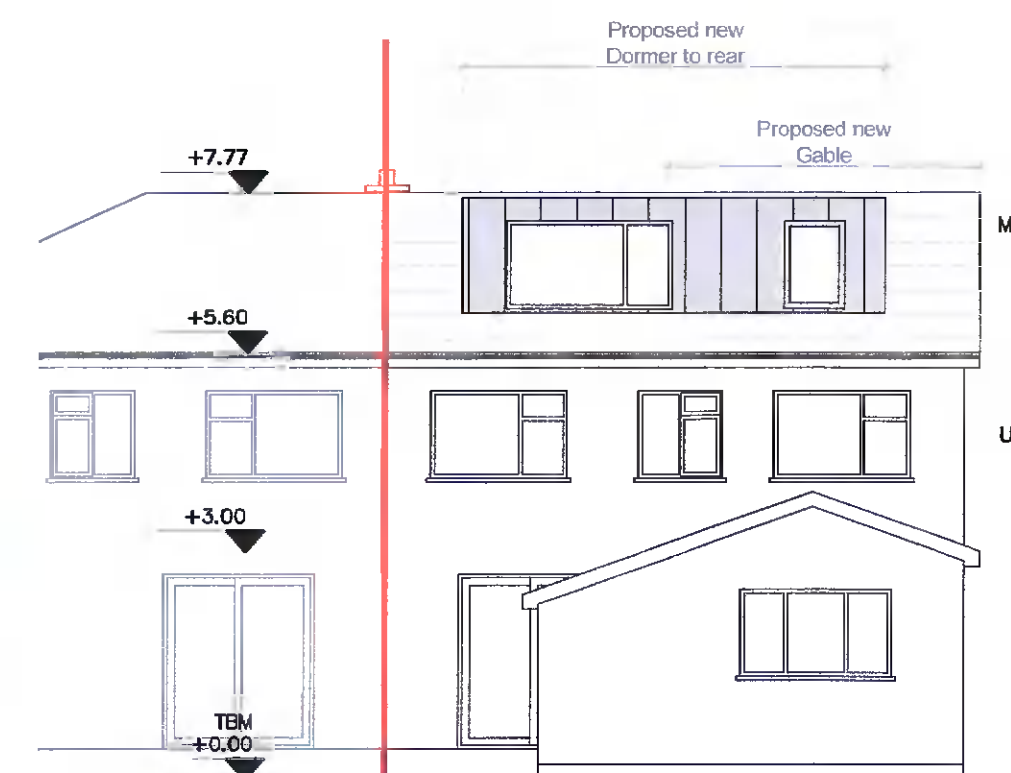 Proposed new
Dormer to rear
Proposed new
Gable
+7.77
M
+5.60
U
+3.00
TBM
+0.00